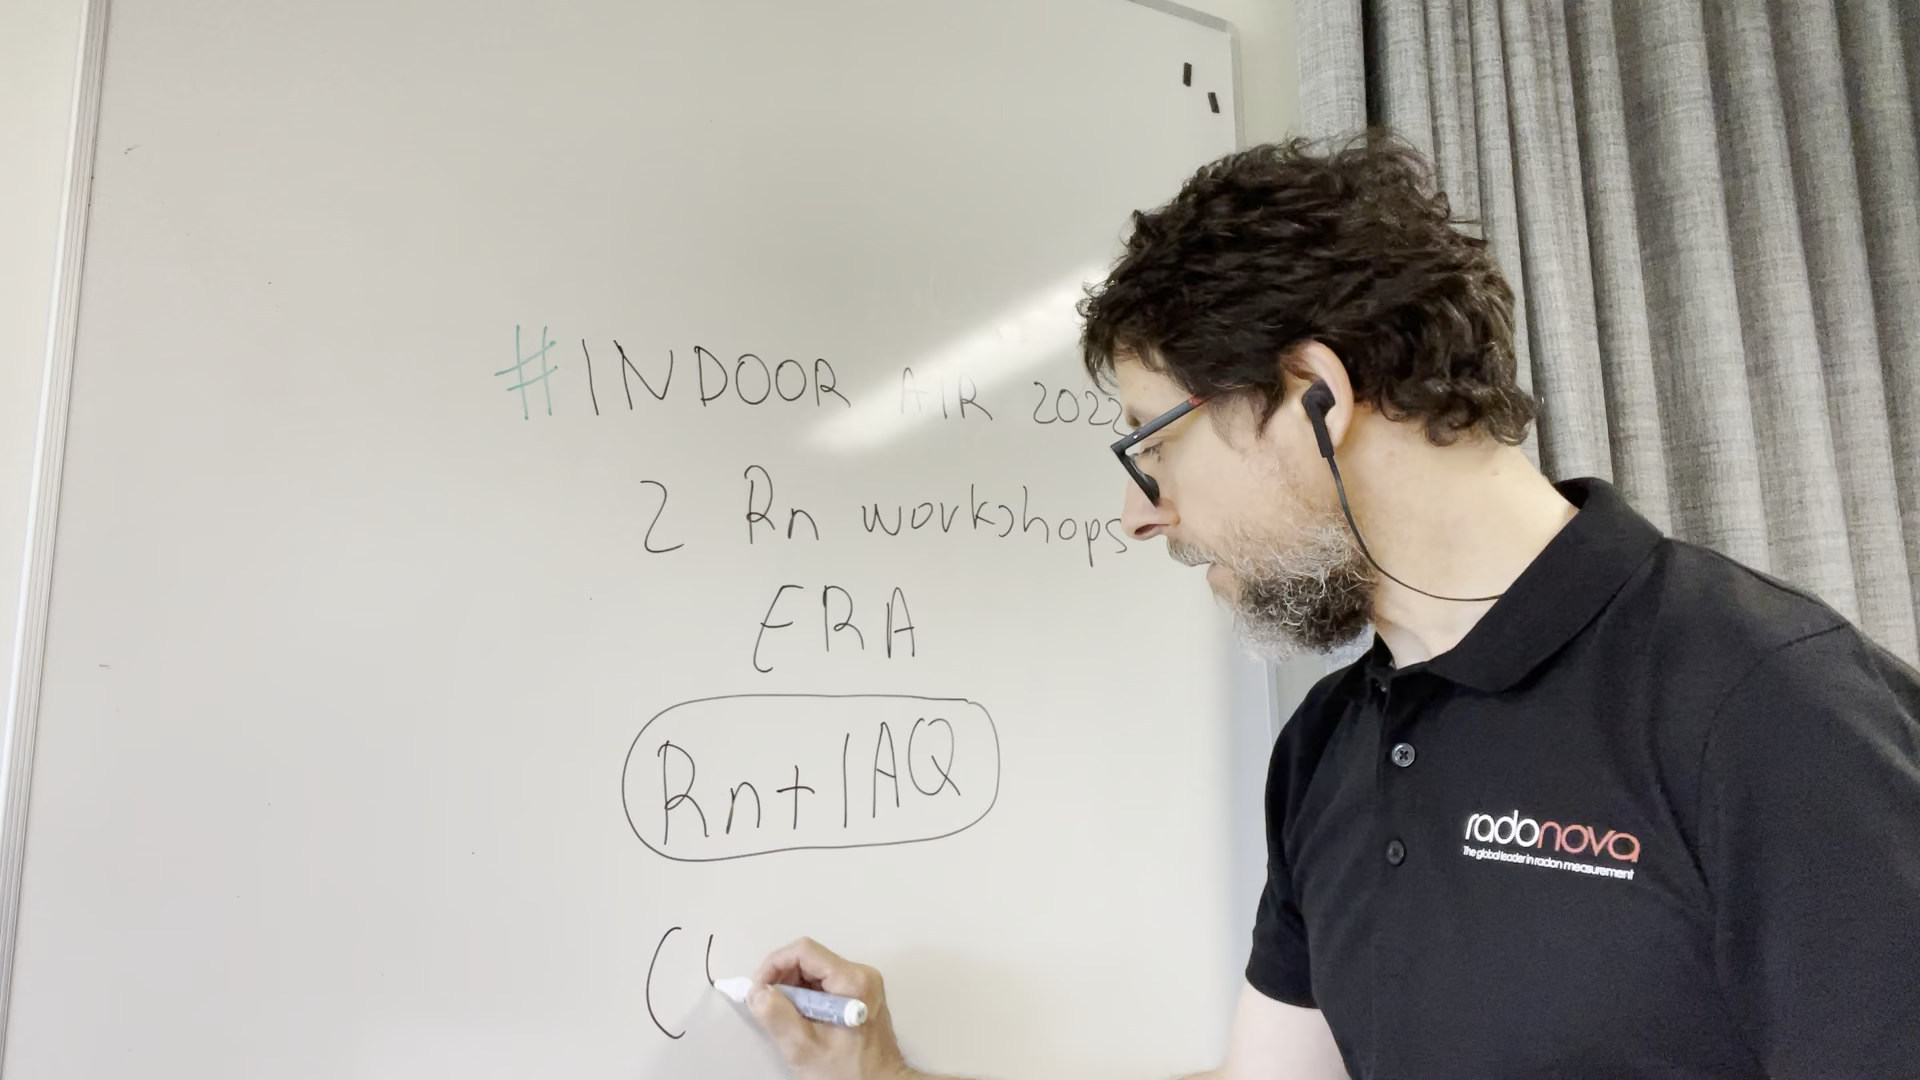 #INDOOR AIR 2022
2 Rn workshops
ERA
Rn+IAQ
radonova
The global leader in radon measurement